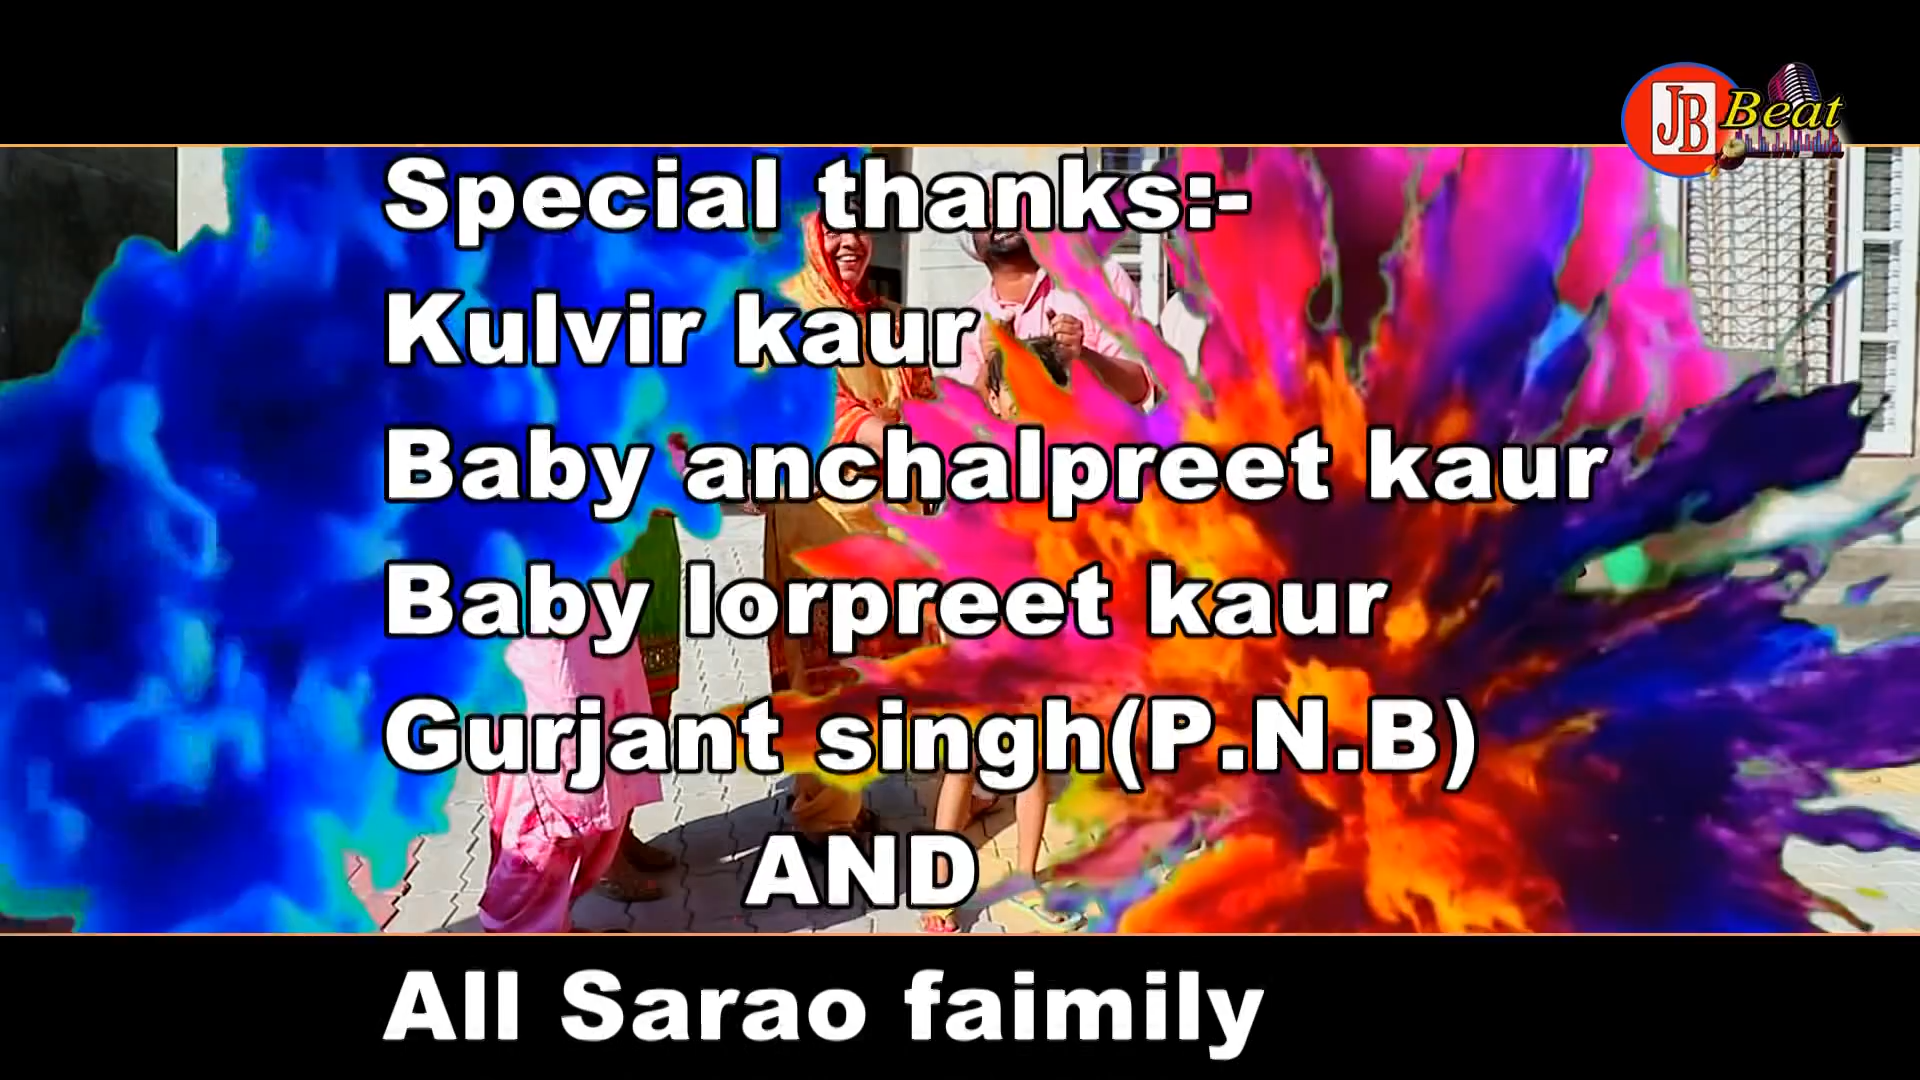 JB Beat
Special thanks:-
Kulvir kaur
Baby anchalpreet kaur
Baby lorpreet kaur
Gurjant singh(P.N.B)
AND
All Sarao faimily